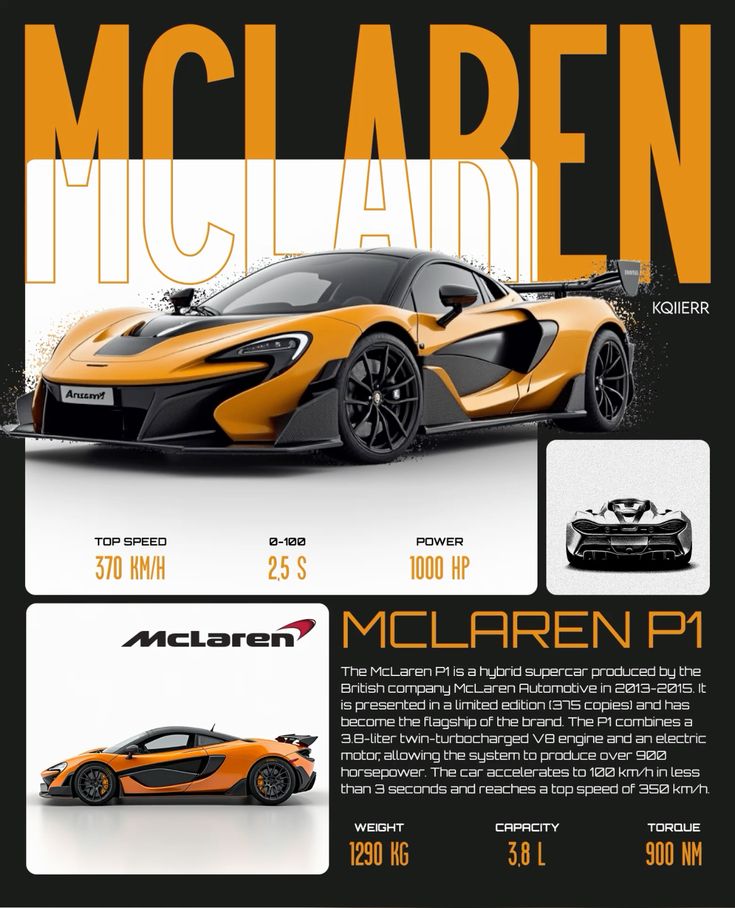 MCLAREN
KQIIERR
TOP SPEED
370 KM/H
0-100
2,5 S
POWER
1000 HP
McLaren
MCLAREN P1
The McLaren P1 is a hybrid supercar produced by the
British company McLaren Automotive in 2013-2015. It
is presented in a limited edition (375 copies) and has
become the flagship of the brand. The P1 combines a
3.8-liter twin-turbocharged V8 engine and an electric
motor, allowing the system to produce over 900
horsepower. The car accelerates to 100 km/h in less
than 3 seconds and reaches a top speed of 350 km/h.
WEIGHT
1290 KG
CAPACITY
3,8 L
TORQUE
900 NM